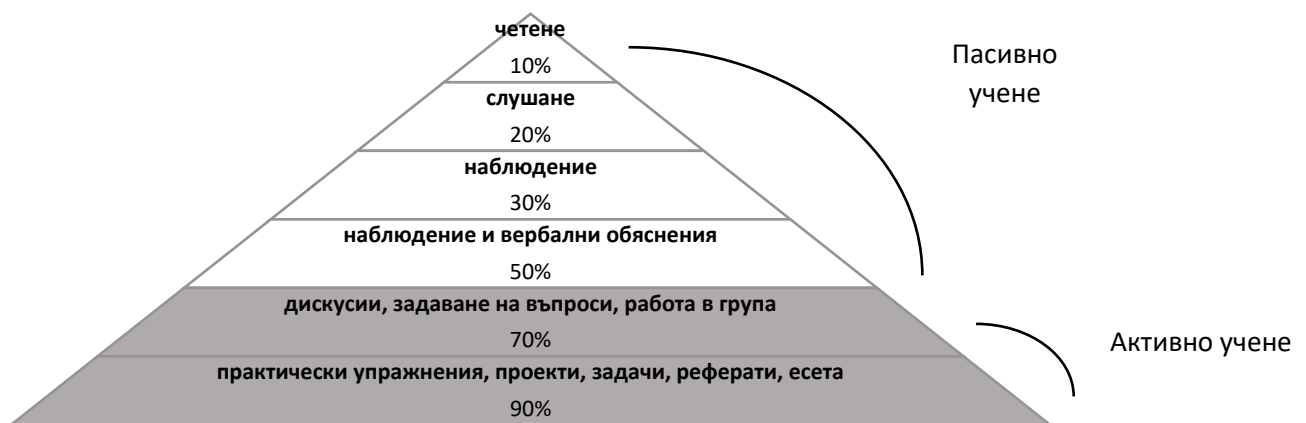 четене
10%
Пасивно
учене
слушане
20%
наблюдение
30%
наблюдение и вербални обяснения
50%
дискусии, задаване на въпроси, работа в група
70%
Активно учене
практически упражнения, проекти, задачи, реферати, есета
90%